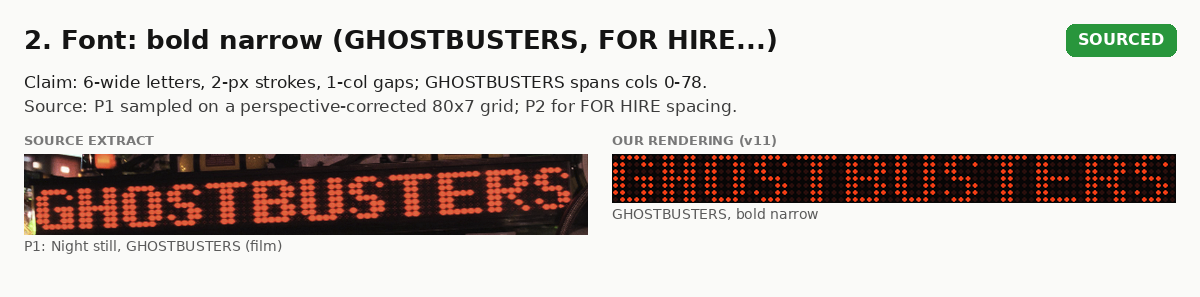 2. Font: bold narrow (GHOSTBUSTERS, FOR HIRE...)
SOURCED
Claim: 6-wide letters, 2-px strokes, 1-col gaps; GHOSTBUSTERS spans cols 0-78.
Source: P1 sampled on a perspective-corrected 80x7 grid; P2 for FOR HIRE spacing.
SOURCE EXTRACT
GHOSTBUSTERS
P1: Night still, GHOSTBUSTERS (film)
OUR RENDERING (v11)
GHOSTBUSTERS
GHOSTBUSTERS, bold narrow